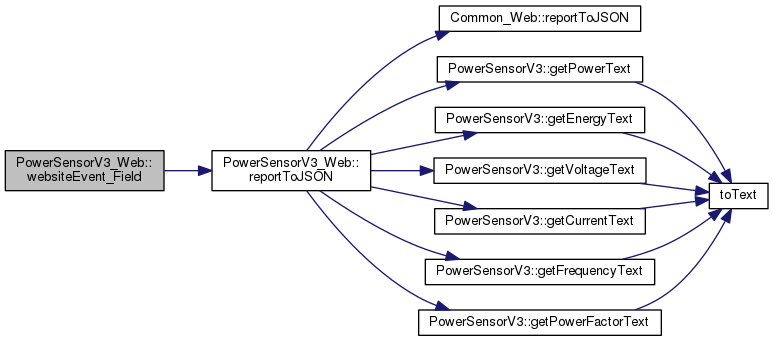 PowerSensorV3_Web::
websiteEvent_Field
PowerSensorV3_Web::
reportToJSON
Common_Web::reportToJSON
PowerSensorV3::getPowerText
PowerSensorV3::getEnergyText
PowerSensorV3::getVoltageText
PowerSensorV3::getCurrentText
PowerSensorV3::getFrequencyText
PowerSensorV3::getPowerFactorText
toText